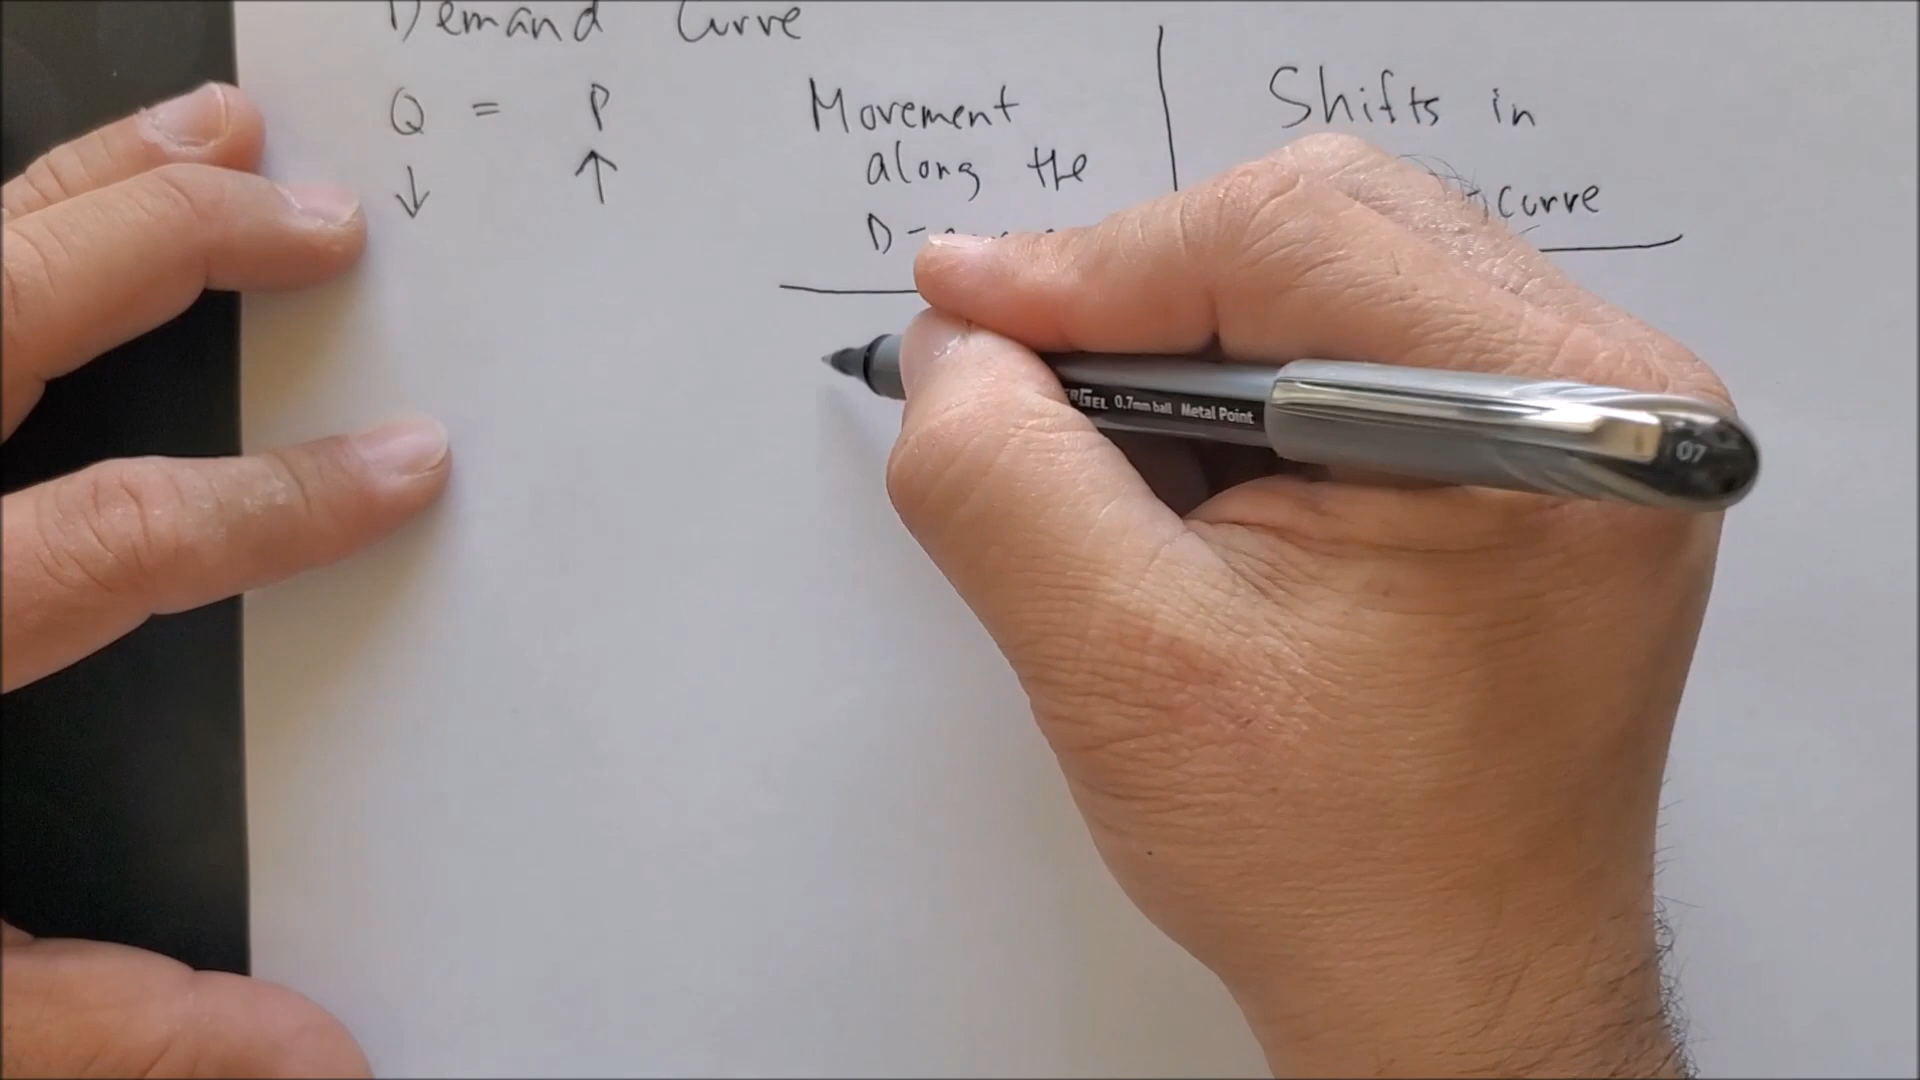 Demand Curve
Q = P
↓ ↑
Movement
along the
D-
Shifts in
curve
GEL 0.7mm ball Metal Point
07